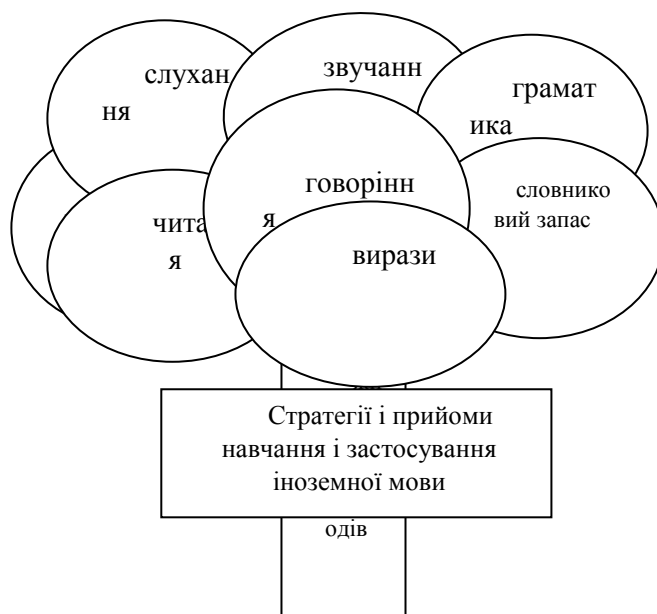 слухан
ня
звучанн
грамат
ика
говорінн
я
словнико
вий запас
чита
я
вирази
Стратегії і прийоми
навчання і застосування
іноземної мови
одів